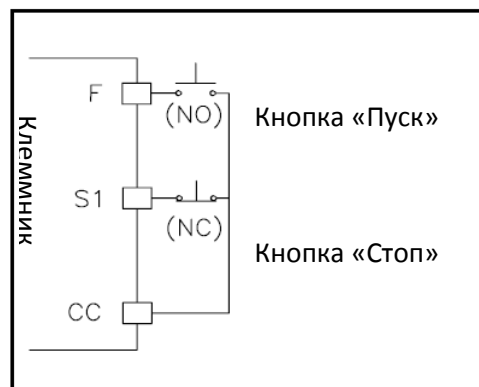 F
(NO)
Кнопка «Пуск»
Клеммник
S1
(NC)
Кнопка «Стоп»
CC